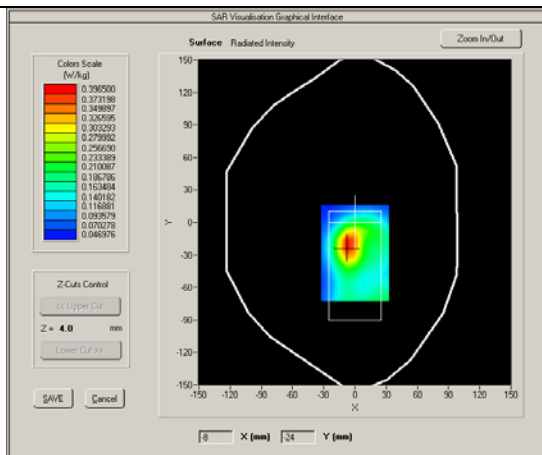 SAR Visualisation Graphical Interface
Surface Radiated Intensity
Zoom In/Out
Colors Scale
(W/kg)
0.396500
0.373198
0.349897
0.326595
0.303293
0.279992
0.256690
0.233389
0.210087
0.186786
0.163484
0.140182
0.116881
0.093579
0.070278
0.046976
Z-Cuts Control
<< Upper Cut
Z = 4.0 mm
Lower Cut >>
SAVE
Cancel
150
120
90
60
30
0
-30
-60
-90
-120
-150
Y
-150 -120 -90 -60 -30 0 30 60 90 120 150
X
-8 X (mm) -24 Y (mm)